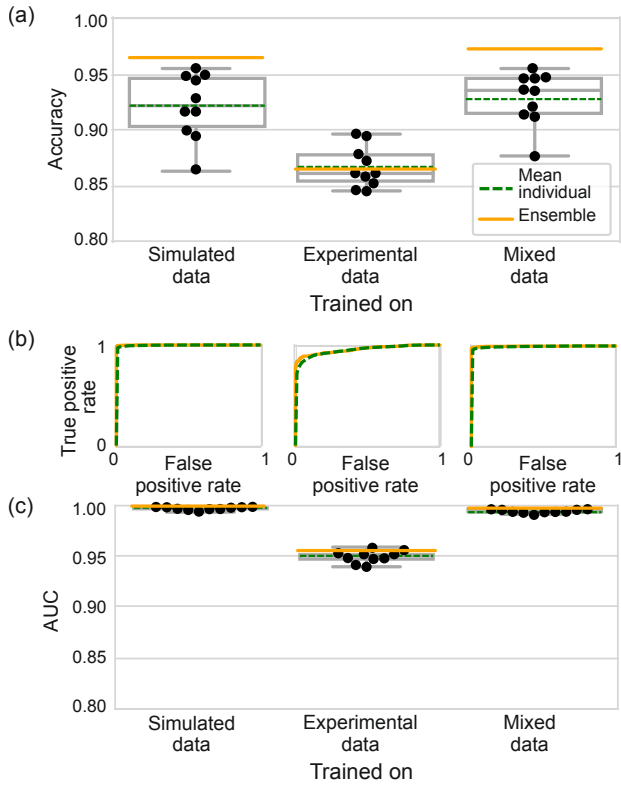 (a)
1.00
0.95
0.90
0.85
0.80
Accuracy
Mean
individual
Ensemble
Simulated
data
Experimental
data
Mixed
data
Trained on
(b)
True positive
rate
1
0
0
1
False
positive rate
0
1
False
positive rate
0
1
False
positive rate
(c)
1.00
0.95
0.90
0.85
0.80
AUC
Simulated
data
Experimental
data
Mixed
data
Trained on